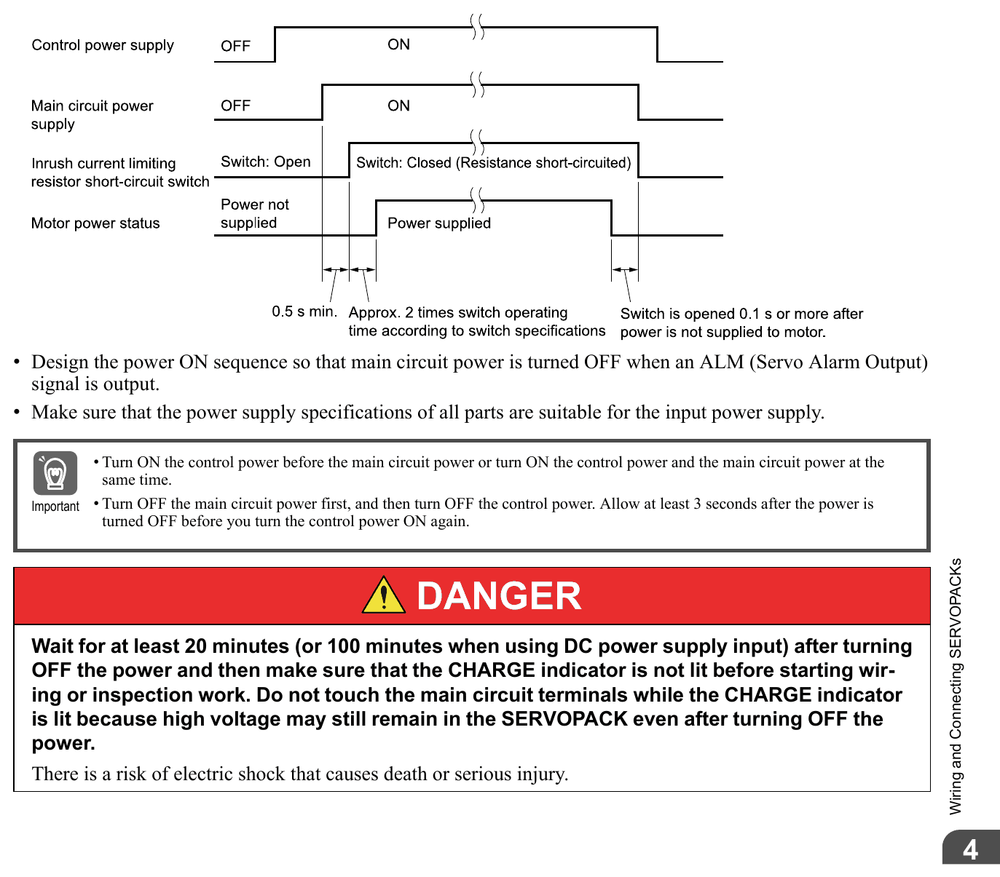 Control power supply OFF ON
Main circuit power
supply OFF ON
Inrush current limiting
resistor short-circuit switch Switch: Open Switch: Closed (Resistance short-circuited)
Motor power status Power not
supplied Power supplied
0.5 s min.
Approx. 2 times switch operating
time according to switch specifications
Switch is opened 0.1 s or more after
power is not supplied to motor.
• Design the power ON sequence so that main circuit power is turned OFF when an ALM (Servo Alarm Output)
signal is output.
• Make sure that the power supply specifications of all parts are suitable for the input power supply.
Important
• Turn ON the control power before the main circuit power or turn ON the control power and the main circuit power at the
same time.
• Turn OFF the main circuit power first, and then turn OFF the control power. Allow at least 3 seconds after the power is
turned OFF before you turn the control power ON again.
DANGER
Wait for at least 20 minutes (or 100 minutes when using DC power supply input) after turning
OFF the power and then make sure that the CHARGE indicator is not lit before starting wir-
ing or inspection work. Do not touch the main circuit terminals while the CHARGE indicator
is lit because high voltage may still remain in the SERVOPACK even after turning OFF the
power.
There is a risk of electric shock that causes death or serious injury.
Wiring and Connecting SERVOPACKs
4